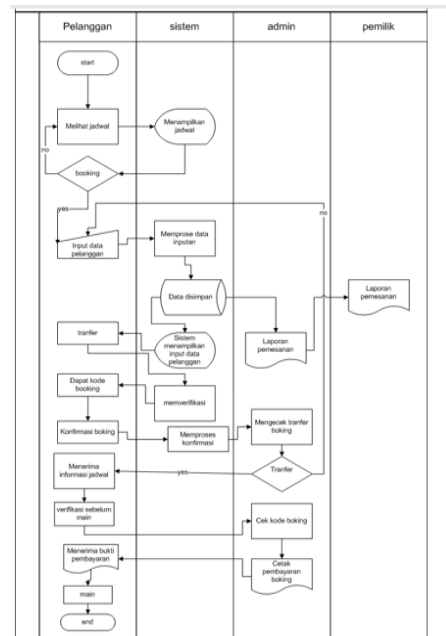 Pelanggan
sistem
admin
pemilik
start
Melihat jadwal
Menampilkan
jadwal
no
booking
yes
no
Input data
pelanggan
Memprose data
inputan
Data disimpan
Laporan
pemesanan
tranfer
Sistem
menampilkan
input data
pelanggan
Laporan
pemesanan
Dapat kode
booking
memverifikasi
Konfirmasi boking
Memproses
konfirmasi
Mengecek tranfer
boking
Menerima
informasi jadwal
yes
Tranfer
verifikasi sebelum
main
Cek kode boking
Menerima bukti
pembayaran
Cetak
pembayaran
boking
main
end